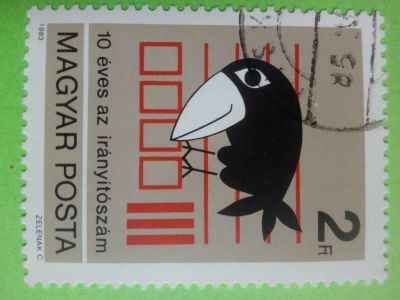 MAGYAR POSTA
10 éves az irányítószám
2 Ft
1983
ZELENÁK C.